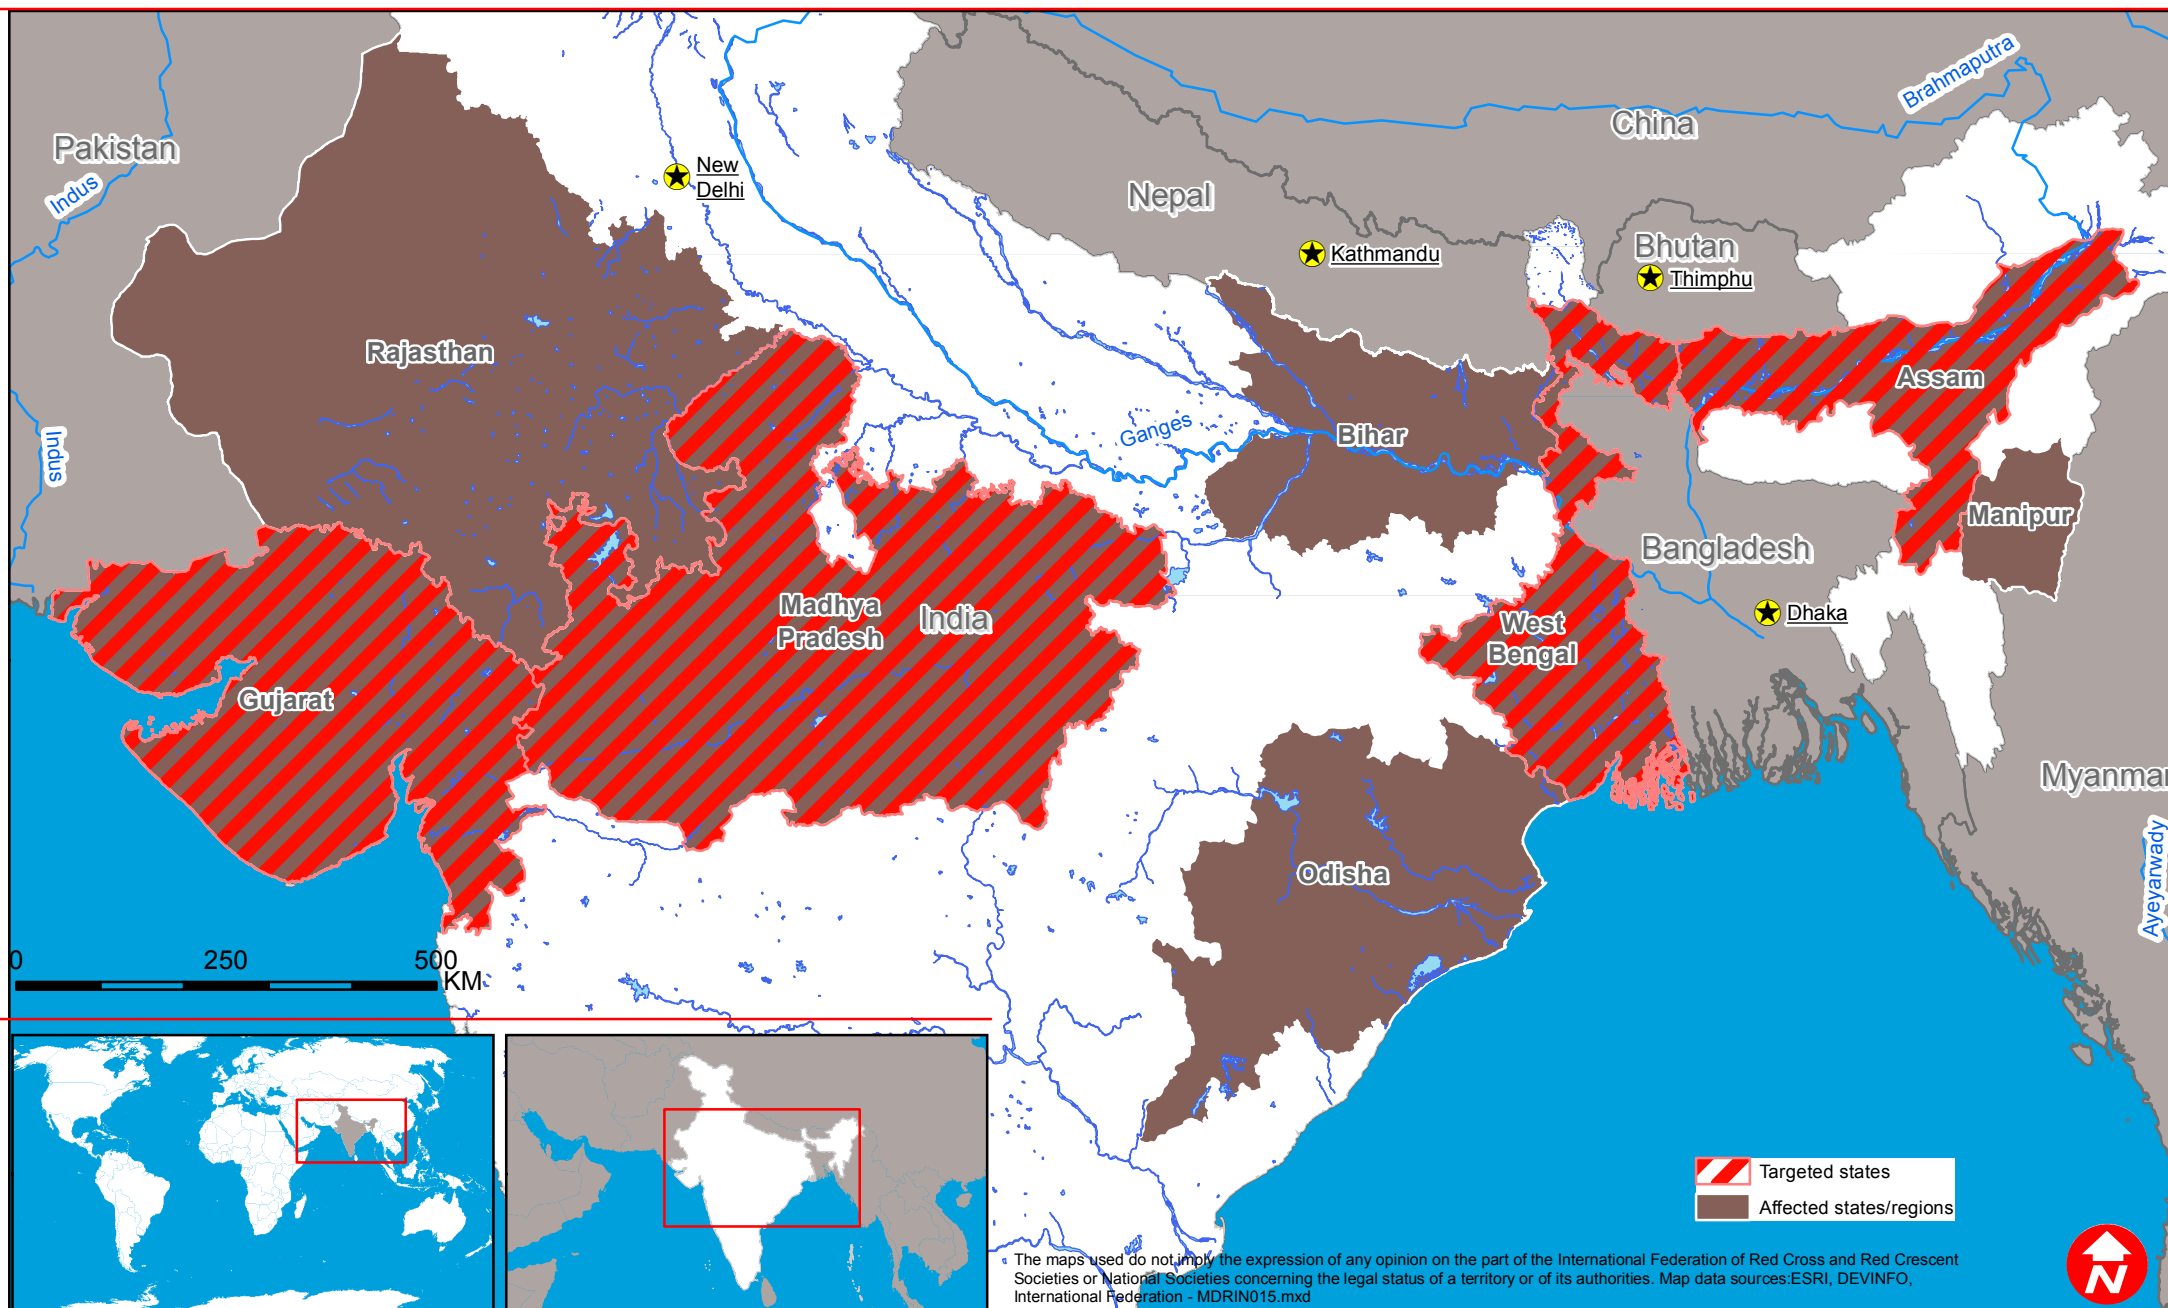 Brahmaputra
China
Pakistan
Indus
New
Delhi
Nepal
Kathmandu
Bhutan
Thimphu
Rajasthan
Assam
Ganges
Bihar
Indus
Manipur
Bangladesh
Madhya
Pradesh
India
West
Bengal
Dhaka
Gujarat
Myanmar
Odisha
Ayeyarwady
0 250 500
KM
Targeted states
Affected states/regions
The maps used do not imply the expression of any opinion on the part of the International Federation of Red Cross and Red Crescent
Societies or National Societies concerning the legal status of a territory or of its authorities. Map data sources:ESRI, DEVINFO,
International Federation - MDRIN015.mxd
N